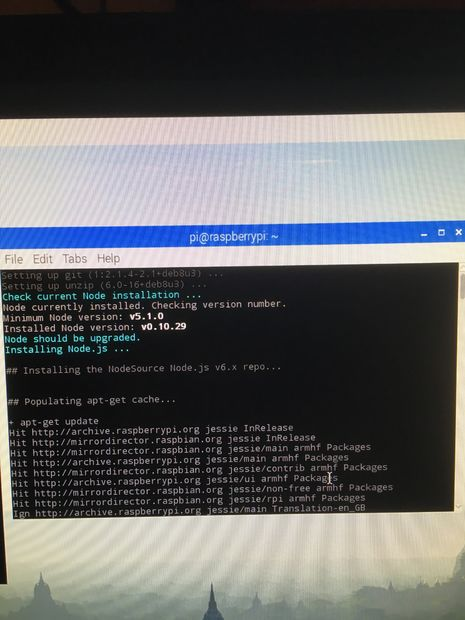 pi@raspberrypi: ~
File Edit Tabs Help
Setting up git (1:2.1.4-2.1+deb8u3) ...
Setting up unzip (6.0-16+deb8u3) ...
Check current Node installation ...
Node currently installed. Checking version number.
Minimum Node version: v5.1.0
Installed Node version: v0.10.29
Node should be upgraded.
Installing Node.js ...
## Installing the NodeSource Node.js v6.x repo...
## Populating apt-get cache...
+ apt-get update
Hit http://archive.raspberrypi.org jessie InRelease
Hit http://mirrordirector.raspbian.org jessie InRelease
Hit http://archive.raspberrypi.org jessie/main armhf Packages
Hit http://mirrordirector.raspbian.org jessie/main armhf Packages
Hit http://mirrordirector.raspbian.org jessie/contrib armhf Packages
Hit http://archive.raspberrypi.org jessie/ui armhf Packages
Hit http://mirrordirector.raspbian.org jessie/non-free armhf Packages
Hit http://mirrordirector.raspbian.org jessie/rpi armhf Packages
Ign http://archive.raspberrypi.org jessie/main Translation-en_GB